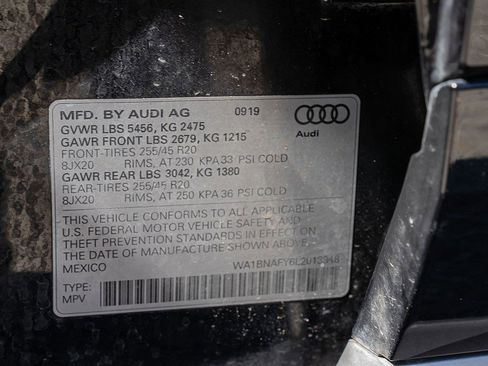 MFD. BY AUDI AG 09/19
GVWR LBS 5456, KG 2475
GAWR FRONT LBS 2679, KG 1215
FRONT-TIRES 255/45 R20
8JX20 RIMS, AT 230 KPA 33 PSI COLD
GAWR REAR LBS 3042, KG 1380
REAR-TIRES 255/45 R20
8JX20 RIMS, AT 250 KPA 36 PSI COLD
THIS VEHICLE CONFORMS TO ALL APPLICABLE
U.S. FEDERAL MOTOR VEHICLE SAFETY AND
THEFT PREVENTION STANDARDS IN EFFECT ON
THE DATE OF MANUFACTURE SHOWN ABOVE.
MEXICO
TYPE:
MPV
Audi